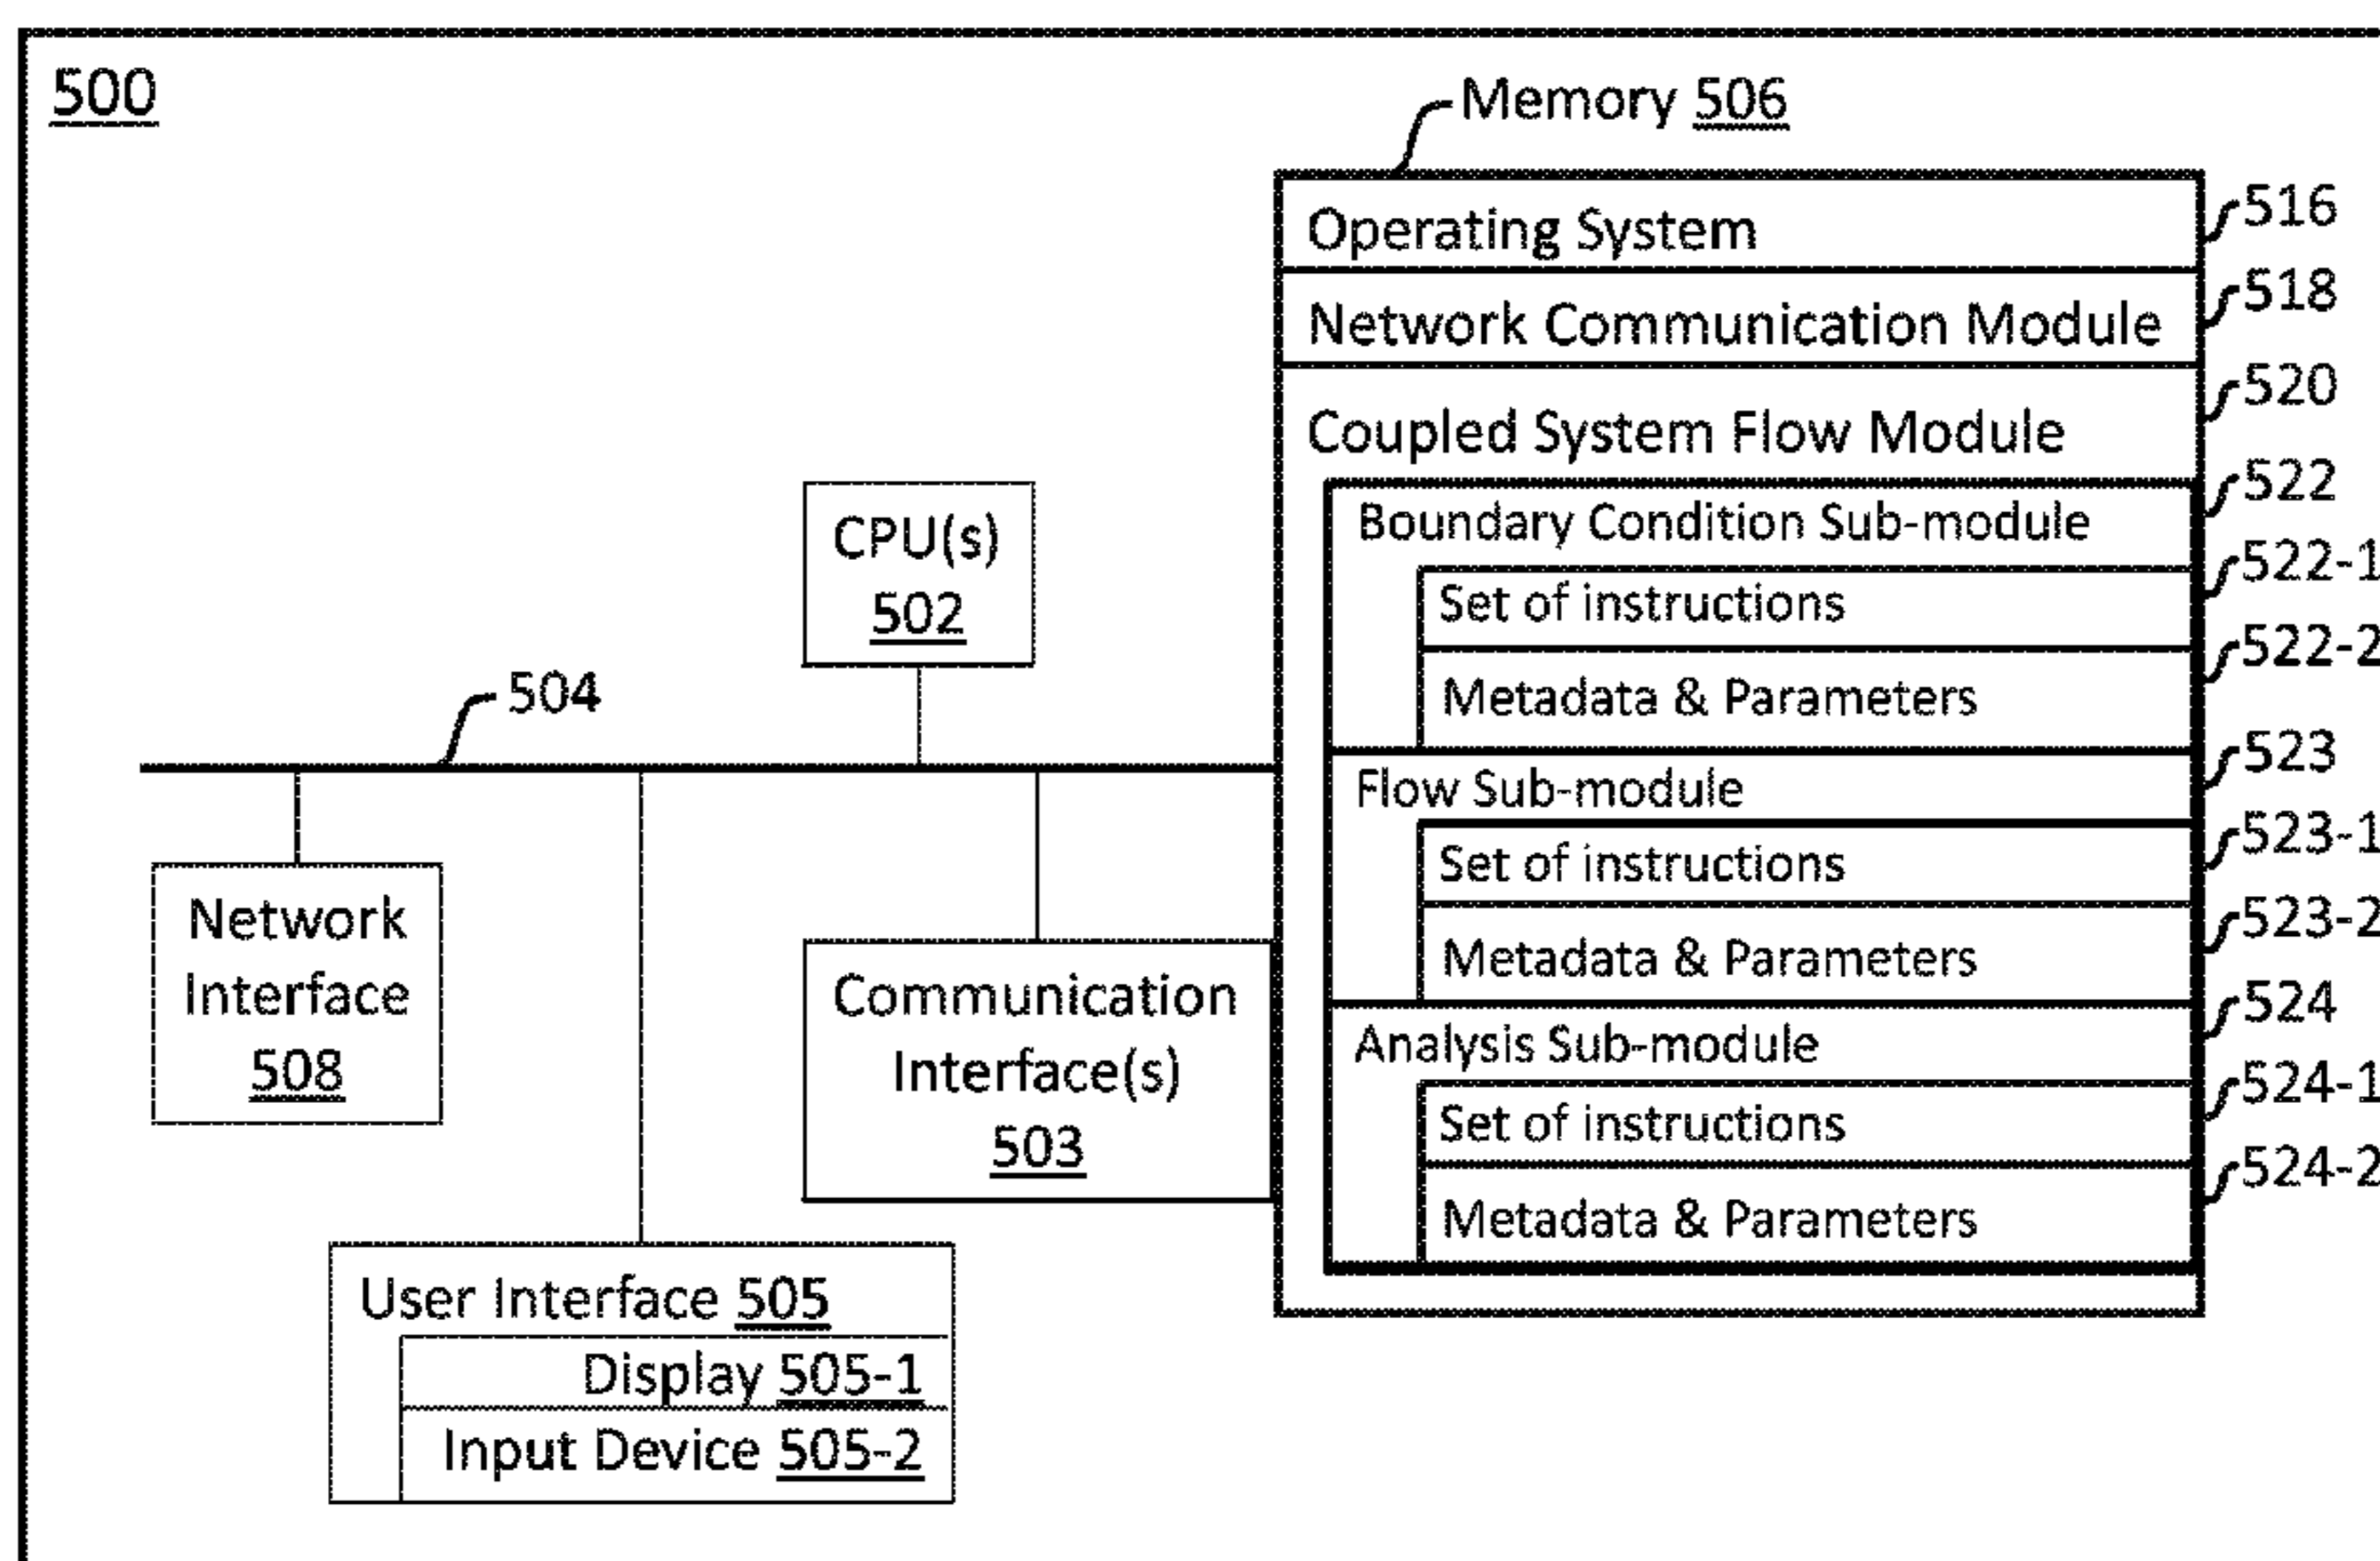 500
Memory 506
Operating System
516
Network Communication Module
518
Coupled System Flow Module
520
Boundary Condition Sub-module
522
Set of instructions
522-1
Metadata & Parameters
522-2
Flow Sub-module
523
Set of instructions
523-1
Metadata & Parameters
523-2
Analysis Sub-module
524
Set of instructions
524-1
Metadata & Parameters
524-2
CPU(s)
502
504
Network
Interface
508
Communication
Interface(s)
503
User Interface 505
Display 505-1
Input Device 505-2